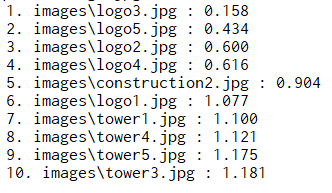 1. images\logo3.jpg : 0.158
2. images\logo5.jpg : 0.434
3. images\logo2.jpg : 0.600
4. images\logo4.jpg : 0.616
5. images\construction2.jpg : 0.904
6. images\logo1.jpg : 1.077
7. images\tower1.jpg : 1.100
8. images\tower4.jpg : 1.121
9. images\tower5.jpg : 1.175
10. images\tower3.jpg : 1.181